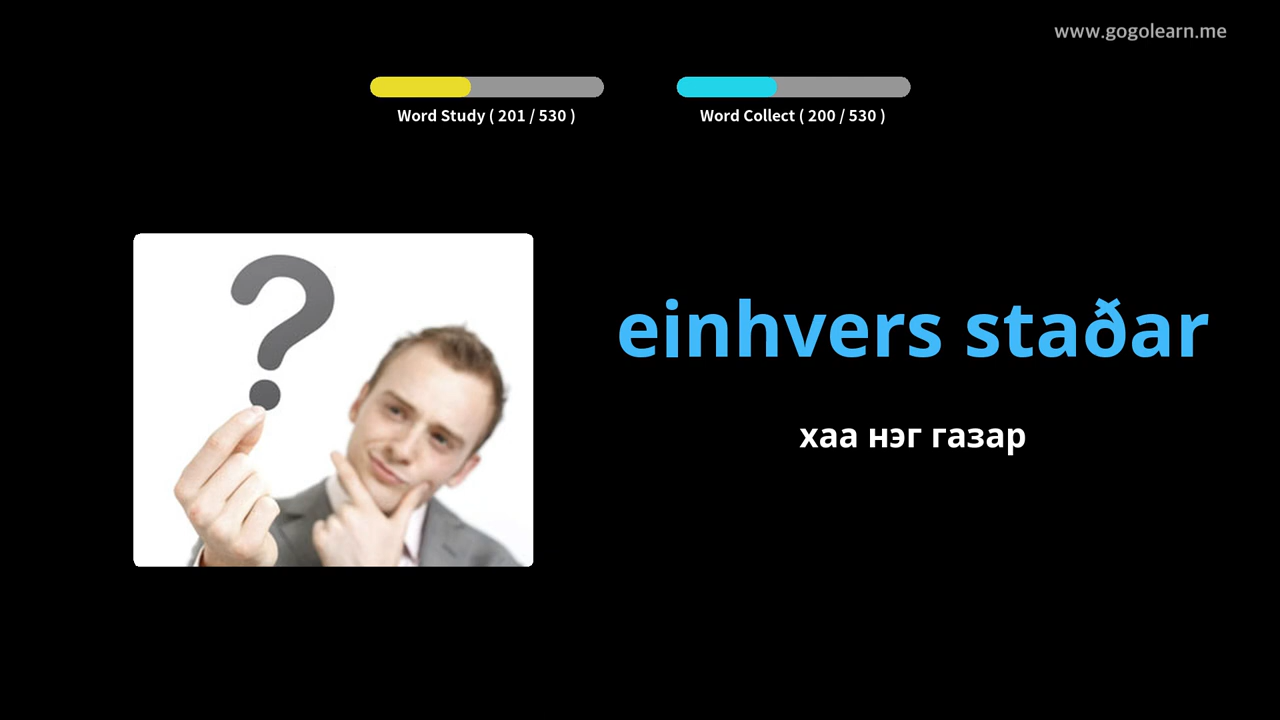 www.gogolearn.me
Word Study ( 201 / 530 )
Word Collect ( 200 / 530 )
einhvers staðar
хаа нэг газар